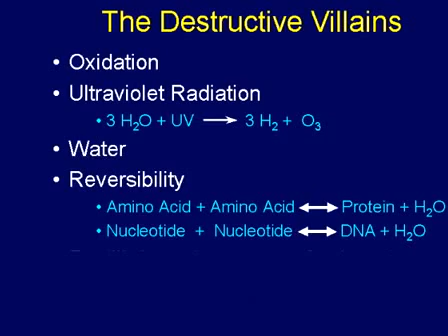 The Destructive Villains
• Oxidation
• Ultraviolet Radiation
• 3 H₂O + UV ⟶ 3 H₂ + O₃
• Water
• Reversibility
• Amino Acid + Amino Acid ⟷ Protein + H₂O
• Nucleotide + Nucleotide ⟷ DNA + H₂O